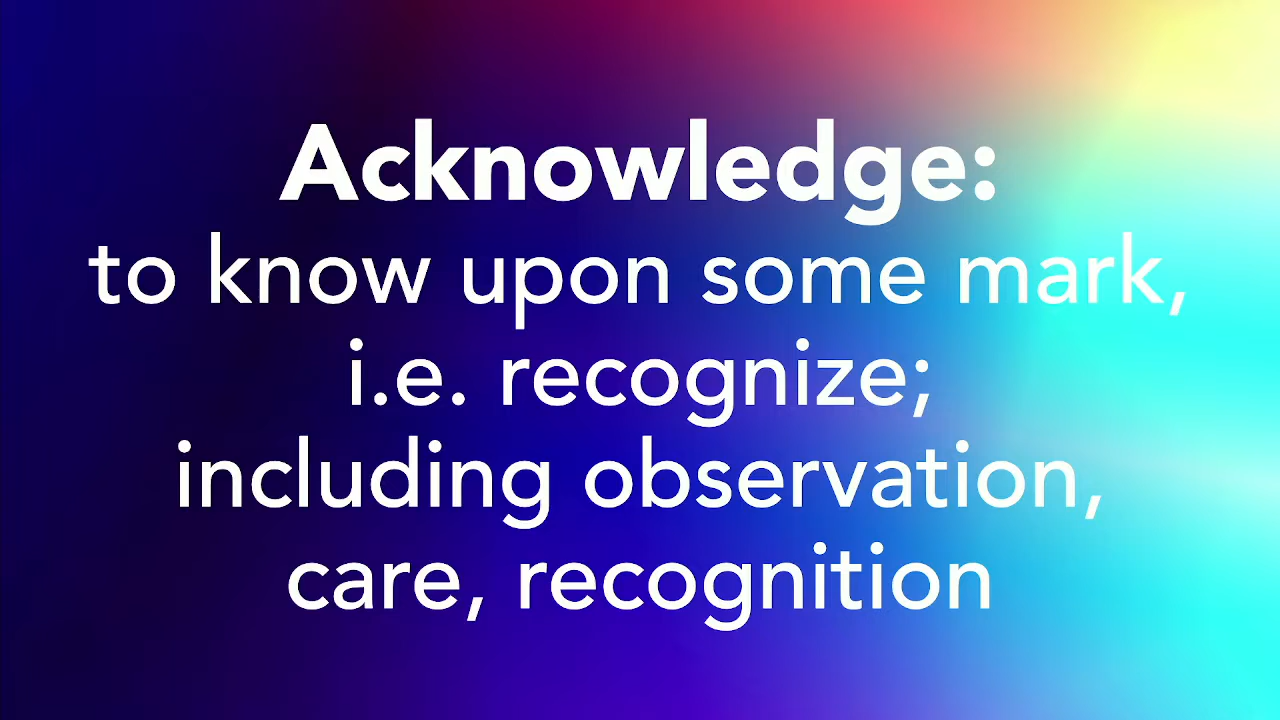 Acknowledge:
to know upon some mark,
i.e. recognize;
including observation,
care, recognition